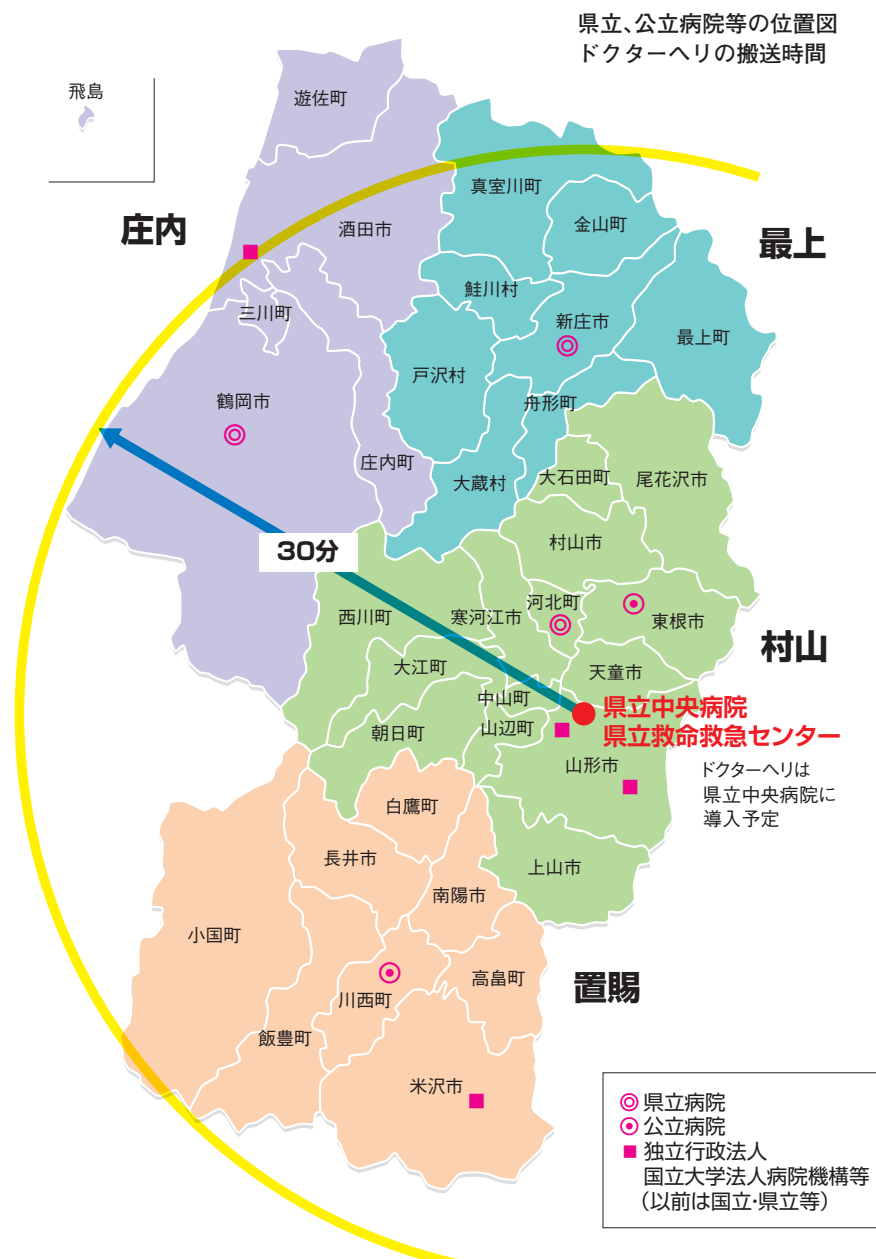 県立、公立病院等の位置図
ドクターヘリの搬送時間
飛島
遊佐町
真室川町
金山町
庄内
酒田市
最上
鮭川村
三川町
新庄市
最上町
戸沢村
鶴岡市
舟形町
庄内町
大蔵村
大石田町
尾花沢市
30分
村山市
西川町
寒河江市
河北町
東根市
村山
大江町
天童市
中山町
県立中央病院
県立救命救急センター
朝日町
山辺町
山形市
ドクターヘリは
県立中央病院に
導入予定
白鷹町
長井市
上山市
南陽市
小国町
高畠町
置賜
川西町
飯豊町
米沢市
◎県立病院
公立病院
■独立行政法人
国立大学法人病院機構等
(以前は国立・県立等)